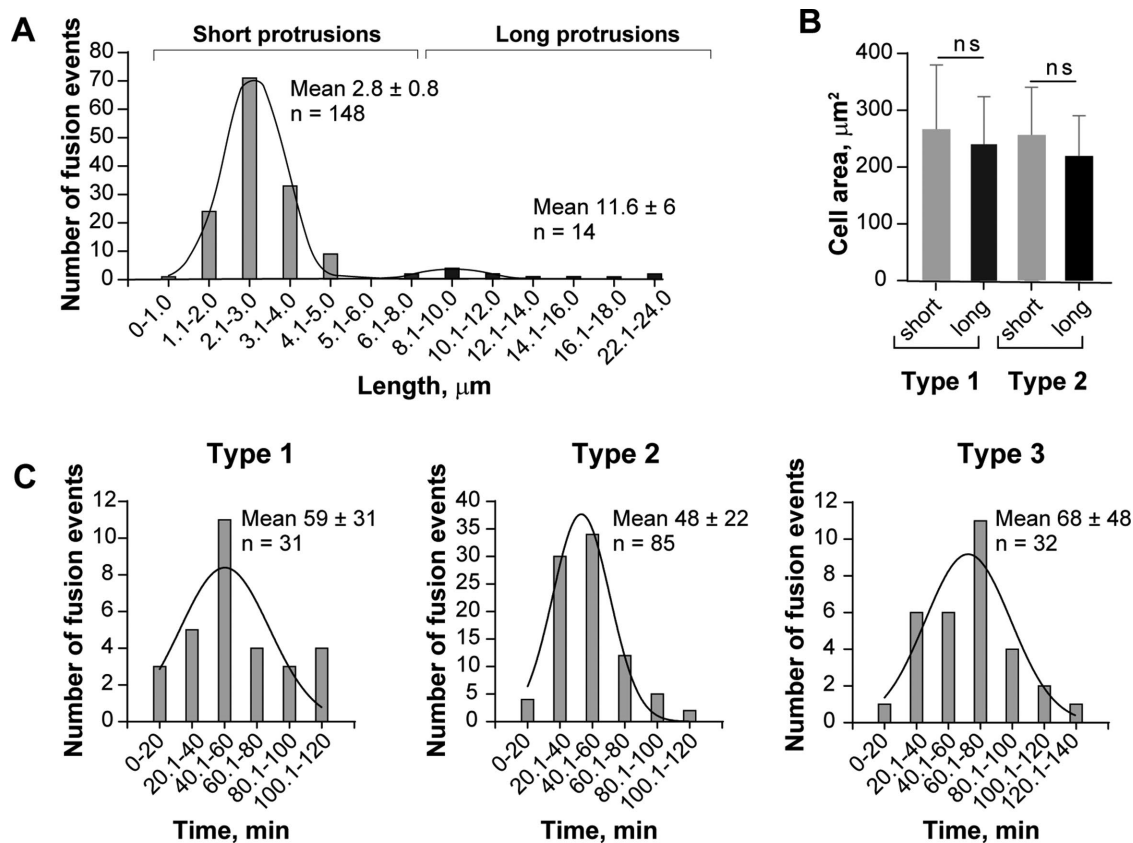 A
Short protrusions
Long protrusions
Number of fusion events
80
70
60
50
40
30
20
10
0
Mean 2.8 ± 0.8
n = 148
Mean 11.6 ± 6
n = 14
0-1.0
1.1-2.0
2.1-3.0
3.1-4.0
4.1-5.0
5.1-6.0
6.1-8.0
8.1-10.0
10.1-12.0
12.1-14.0
14.1-16.0
16.1-18.0
22.1-24.0
Length, μm
B
Cell area, μm²
400
300
200
100
0
ns
ns
short
long
short
long
Type 1
Type 2
C
Type 1
Number of fusion events
12
10
8
6
4
2
0
Mean 59 ± 31
n = 31
0-20
20.1-40
40.1-60
60.1-80
80.1-100
100.1-120
Time, min
Type 2
Number of fusion events
40
35
30
25
20
15
10
5
0
Mean 48 ± 22
n = 85
0-20
20.1-40
40.1-60
60.1-80
80.1-100
100.1-120
Time, min
Type 3
Number of fusion events
12
10
8
6
4
2
0
Mean 68 ± 48
n = 32
0-20
20.1-40
40.1-60
60.1-80
80.1-100
100.1-120
120.1-140
Time, min